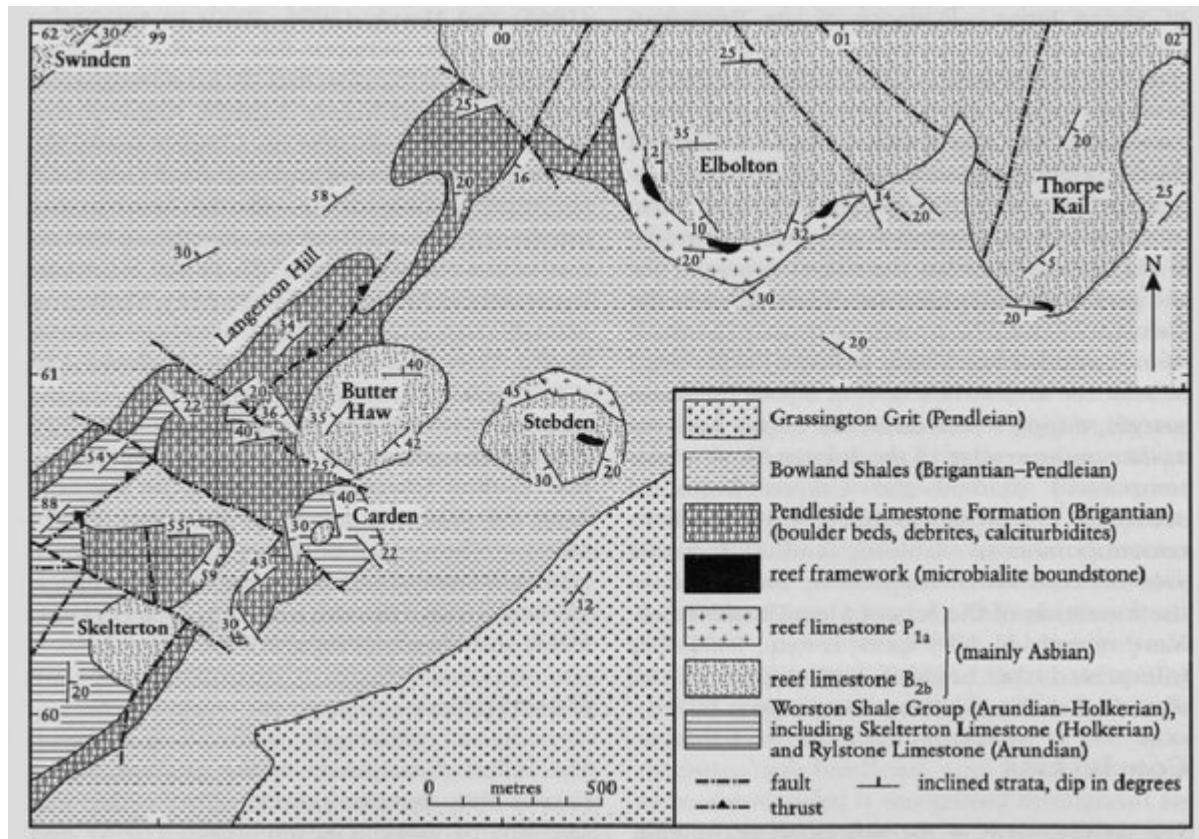 62
30
99
00
01
02
Swinden
25
25
35
12
Elbolton
20
16
20
Thorpe
Kail
58
14
20
25
10
32
30
20
5
N
30
20
Langerton Hill
34
20
61
40
45
22
20
36
Butter
Haw
35
42
Stebden
40
54
25
30
20
88
40
Carden
55
30
22
59
43
12
Skelterton
30
20
60
0
metres
500
Grassington Grit (Pendleian)
Bowland Shales (Brigantian–Pendleian)
Pendleside Limestone Formation (Brigantian)
(boulder beds, debrites, calciturbidites)
reef framework (microbialite boundstone)
reef limestone P1a
(mainly Asbian)
reef limestone B2b
Worston Shale Group (Arundian–Holkerian),
including Skelterton Limestone (Holkerian)
and Rylstone Limestone (Arundian)
fault
inclined strata, dip in degrees
thrust